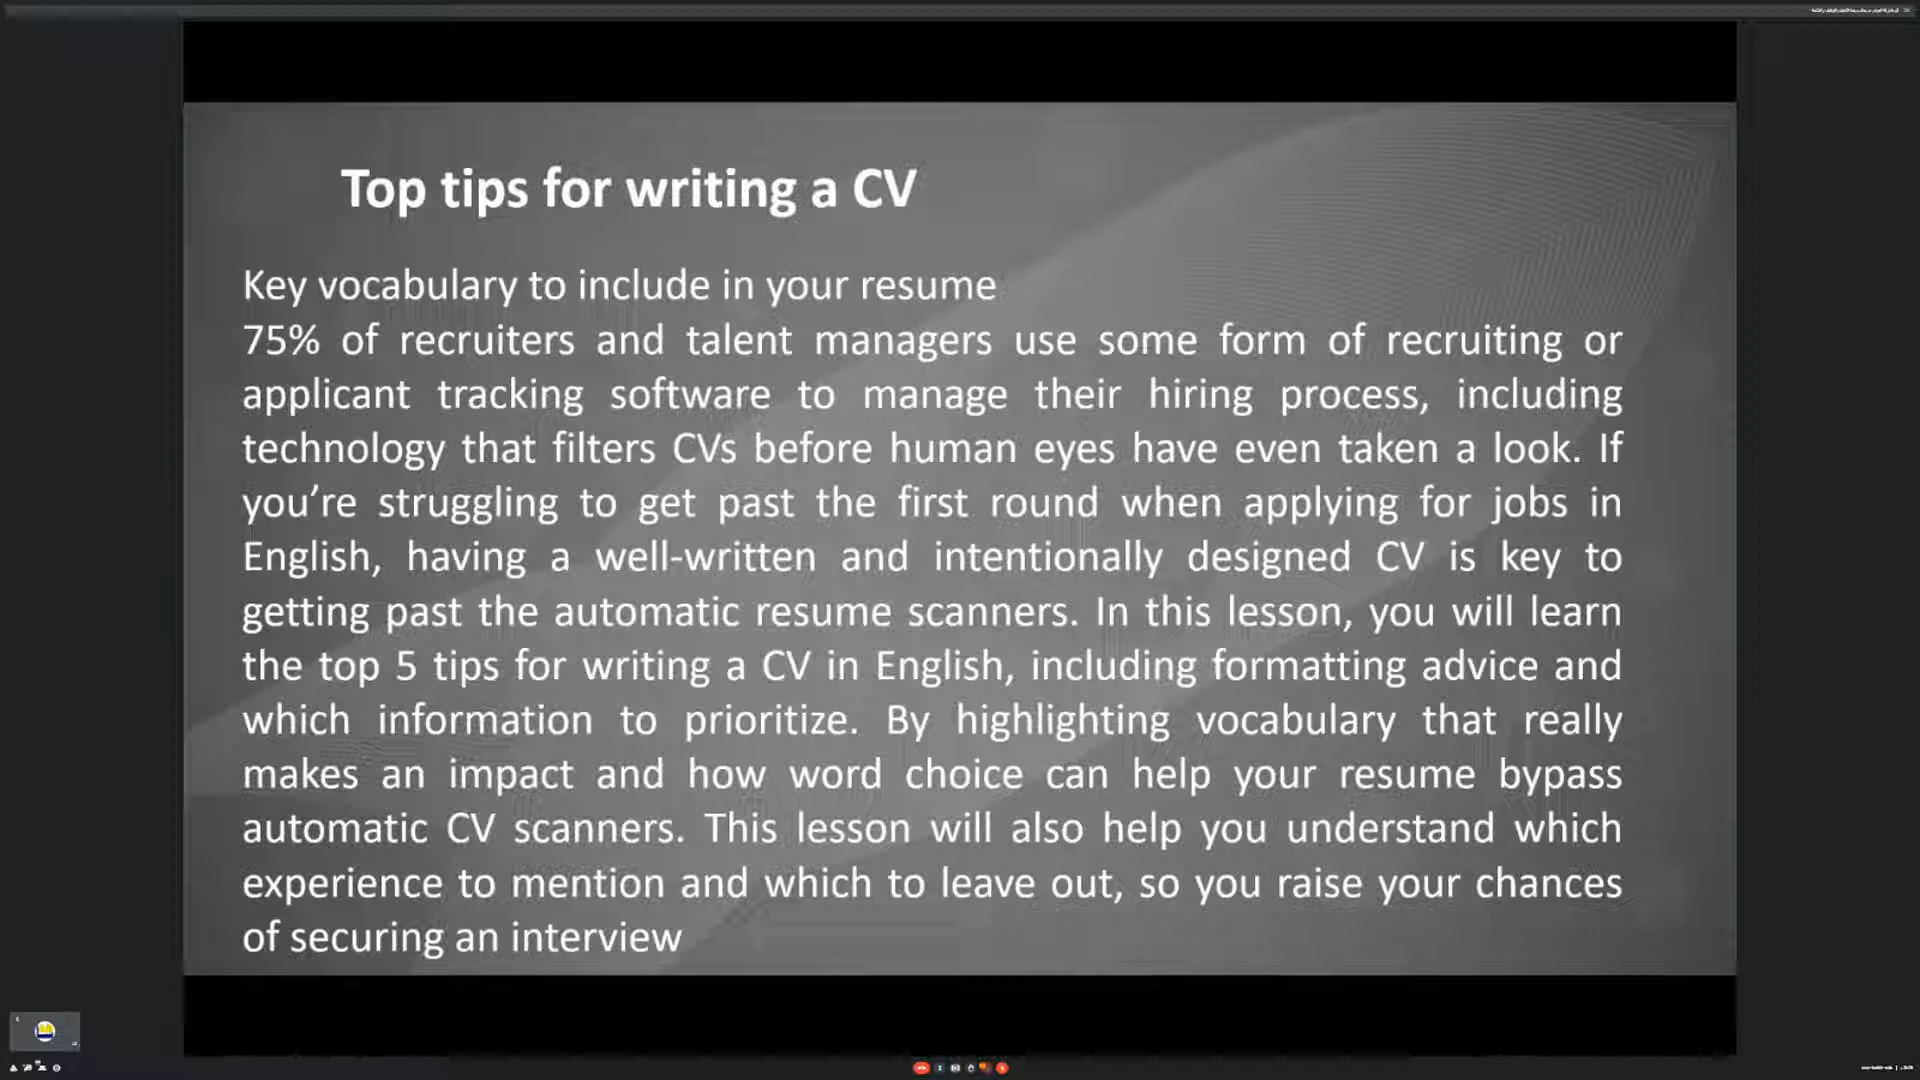 Top tips for writing a CV
Key vocabulary to include in your resume
75% of recruiters and talent managers use some form of recruiting or
applicant tracking software to manage their hiring process, including
technology that filters CVs before human eyes have even taken a look. If
you’re struggling to get past the first round when applying for jobs in
English, having a well-written and intentionally designed CV is key to
getting past the automatic resume scanners. In this lesson, you will learn
the top 5 tips for writing a CV in English, including formatting advice and
which information to prioritize. By highlighting vocabulary that really
makes an impact and how word choice can help your resume bypass
automatic CV scanners. This lesson will also help you understand which
experience to mention and which to leave out, so you raise your chances
of securing an interview